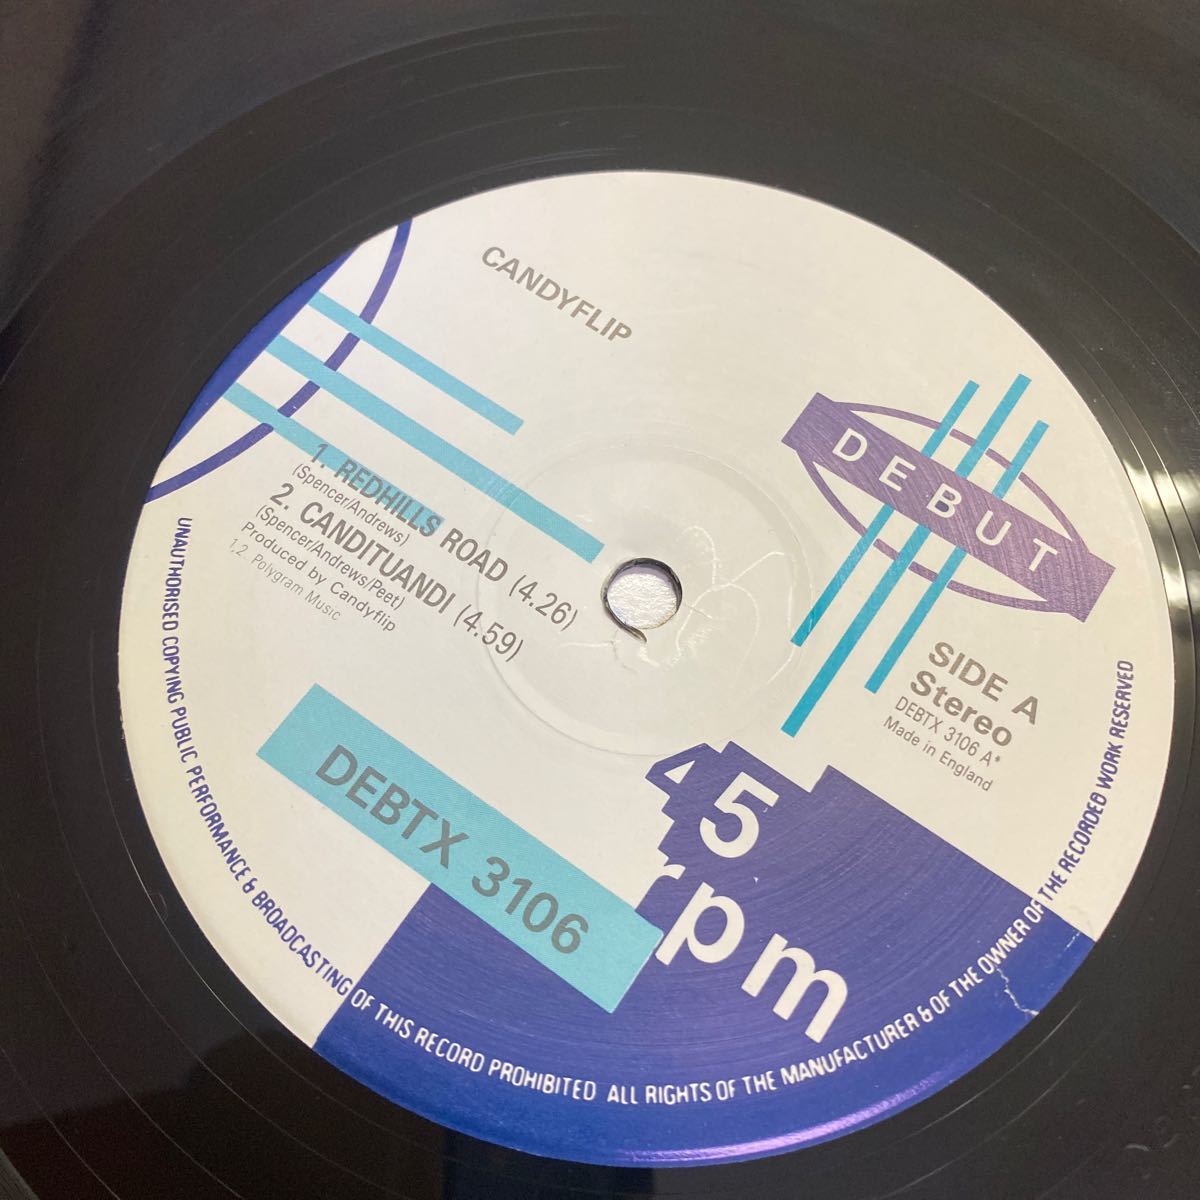 CANDYFLIP
DEBUT
1. REDHILLS ROAD (4.26)
(Spencer/Andrews)
2. CANDITUANDI (4.59)
(Spencer/Andrews/Peet)
Produced by Candyflip
1,2. Polygram Music
SIDE A
Stereo
DEBTX 3106 A*
Made in England
DEBTX 3106
45
rpm
UNAUTHORISED COPYING PUBLIC PERFORMANCE & BROADCASTING OF THIS RECORD PROHIBITED ALL RIGHTS OF THE MANUFACTURER & OF THE OWNER OF THE RECORDED WORK RESERVED